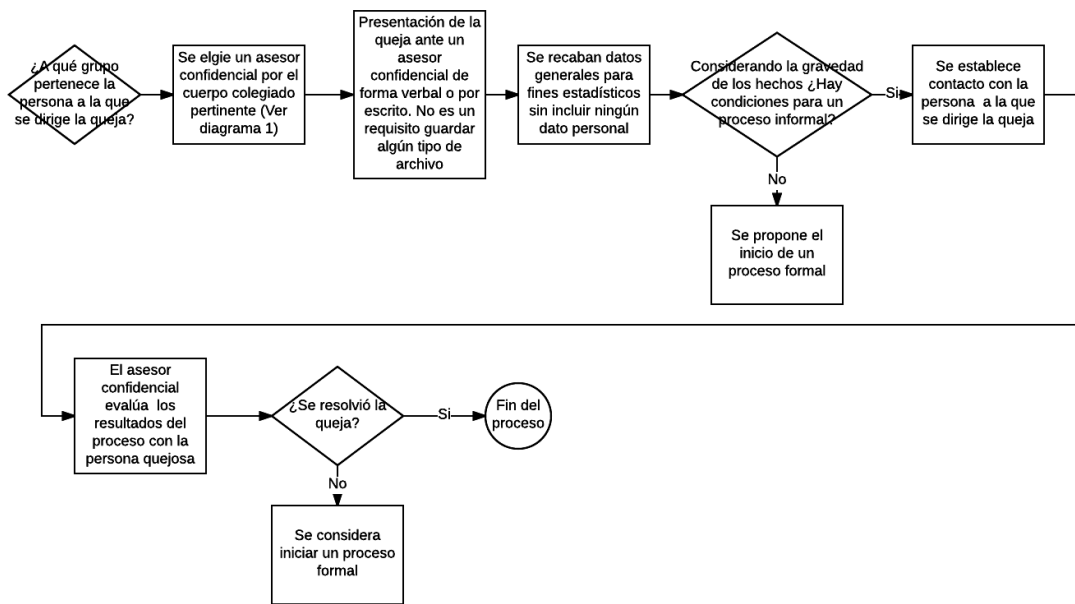 ¿A qué grupo
pertenece la
persona a la que
se dirige la queja?
Se elgie un asesor
confidencial por el
cuerpo colegiado
pertinente (Ver
diagrama 1)
Presentación de la
queja ante un
asesor
confidencial de
forma verbal o por
escrito. No es un
requisito guardar
algún tipo de
archivo
Se recaban datos
generales para
fines estadísticos
sin incluir ningún
dato personal
Considerando la gravedad
de los hechos ¿Hay
condiciones para un
proceso informal?
Si
Se establece
contacto con la
persona a la que
se dirige la queja
No
Se propone el
inicio de un
proceso formal
El asesor
confidencial
evalúa los
resultados del
proceso con la
persona quejosa
¿Se resolvió la
queja?
Si
Fin del
proceso
No
Se considera
iniciar un proceso
formal